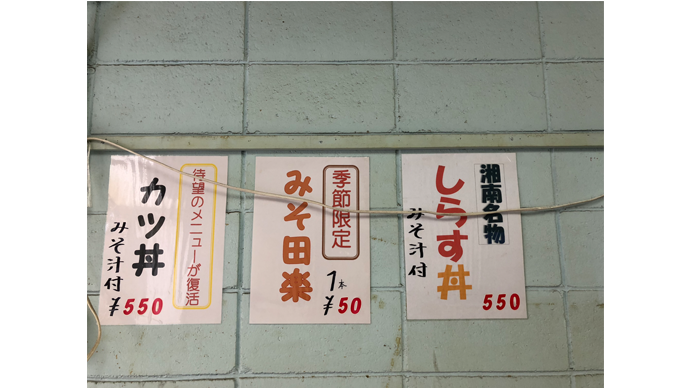 待望のメニューが復活
カツ丼
みそ汁付
¥550
季節限定
みそ田楽
1本
¥50
湘南名物
しらす丼
みそ汁付
550